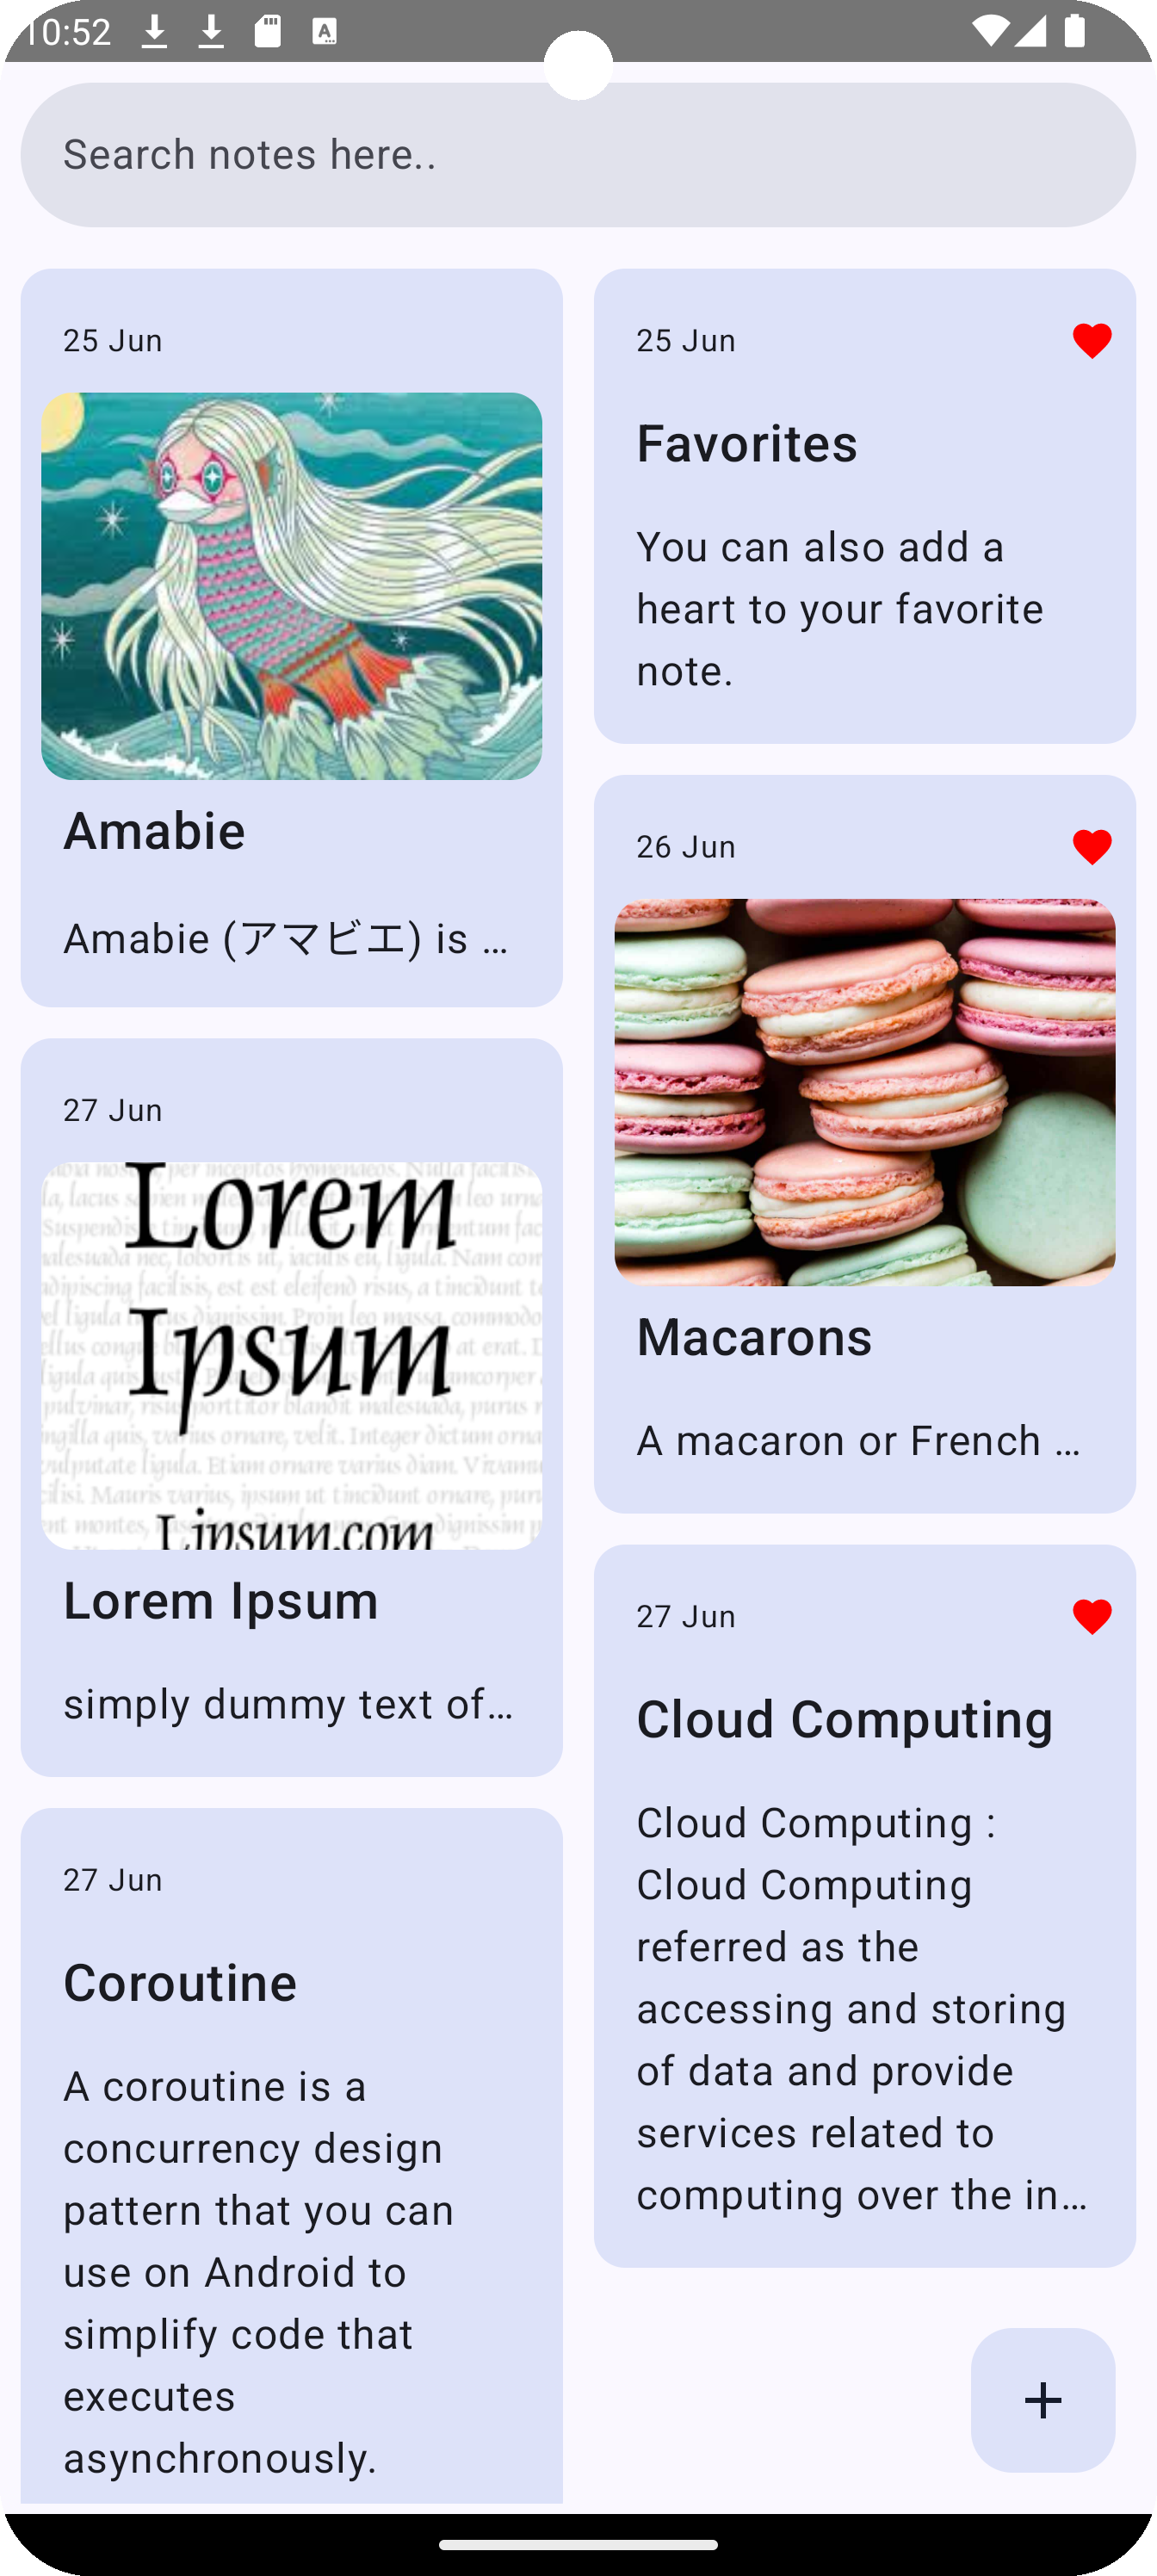 10:52
Search notes here..
25 Jun
Amabie
Amabie (アマビエ) is ...
27 Jun
Lorem
Ipsum
Lipsum.com
Lorem Ipsum
simply dummy text of...
27 Jun
Coroutine
A coroutine is a
concurrency design
pattern that you can
use on Android to
simplify code that
executes
asynchronously.
25 Jun
Favorites
You can also add a
heart to your favorite
note.
26 Jun
Macarons
A macaron or French ...
27 Jun
Cloud Computing
Cloud Computing :
Cloud Computing
referred as the
accessing and storing
of data and provide
services related to
computing over the in...